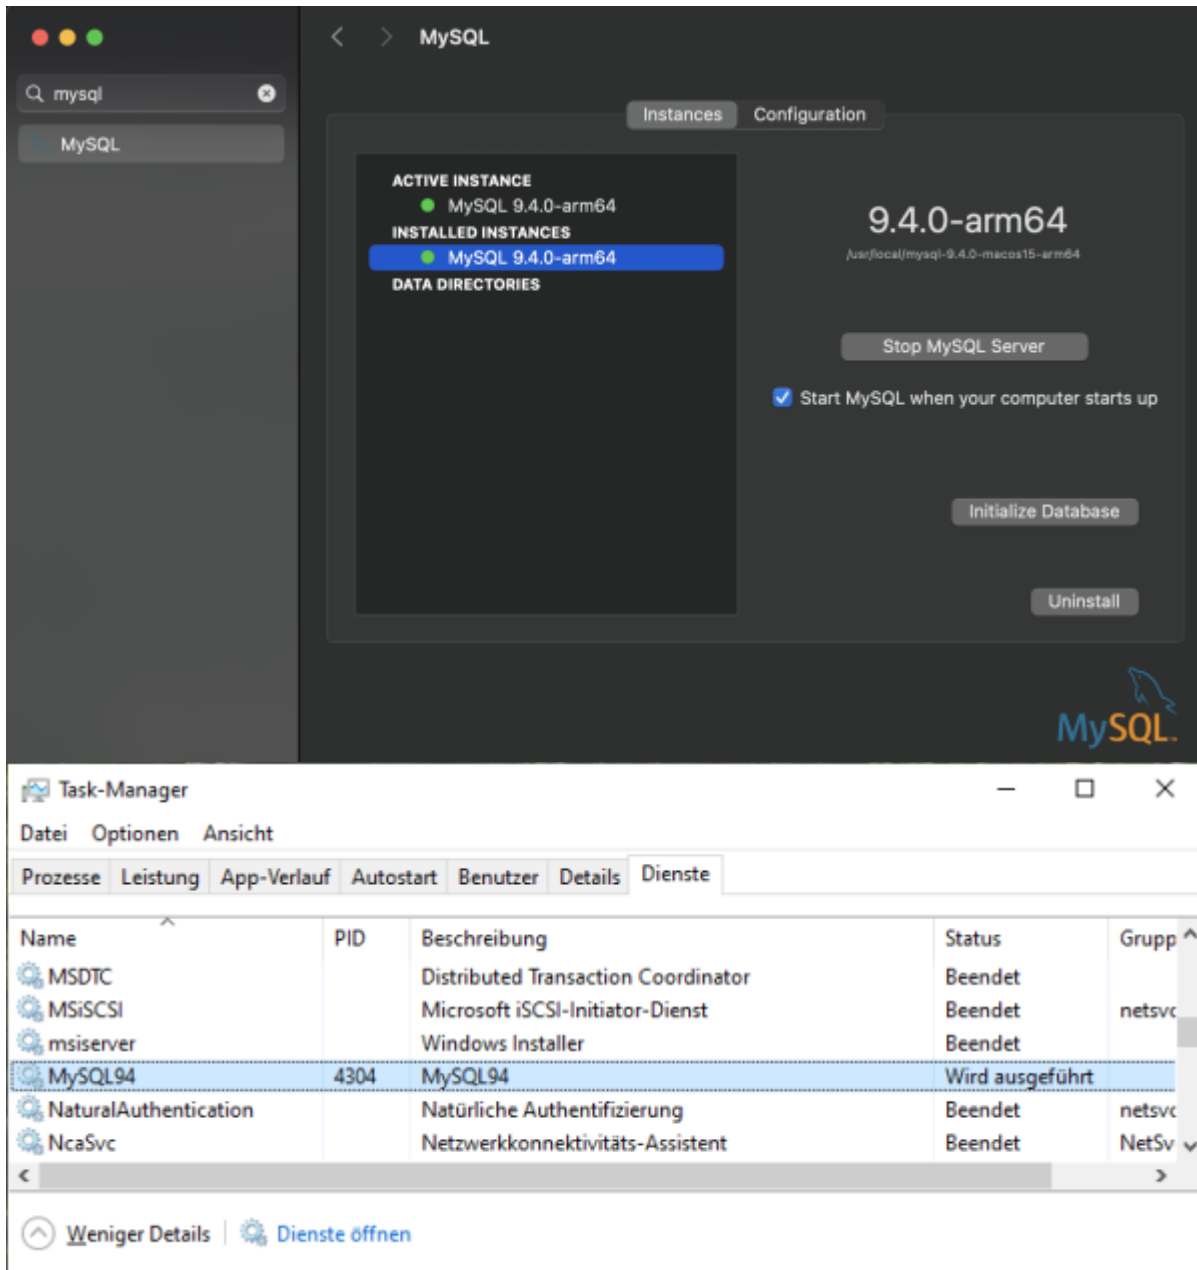 MySQL
mysql
MySQL
Instances Configuration
ACTIVE INSTANCE
MySQL 9.4.0-arm64
INSTALLED INSTANCES
MySQL 9.4.0-arm64
DATA DIRECTORIES
9.4.0-arm64
/usr/local/mysql-9.4.0-macos15-arm64
Stop MySQL Server
Start MySQL when your computer starts up
Initialize Database
Uninstall
MySQL™
Task-Manager
Datei Optionen Ansicht
Prozesse Leistung App-Verlauf Autostart Benutzer Details Dienste
Name PID Beschreibung Status Grupp
MSDTC Distributed Transaction Coordinator Beendet
MSiSCSI Microsoft iSCSI-Initiator-Dienst Beendet netsvc
msiserver Windows Installer Beendet
MySQL94 4304 MySQL94 Wird ausgeführt
NaturalAuthentication Natürliche Authentifizierung Beendet netsvc
NcaSvc Netzwerkkonnektivitäts-Assistent Beendet NetSv
Weniger Details Dienste öffnen